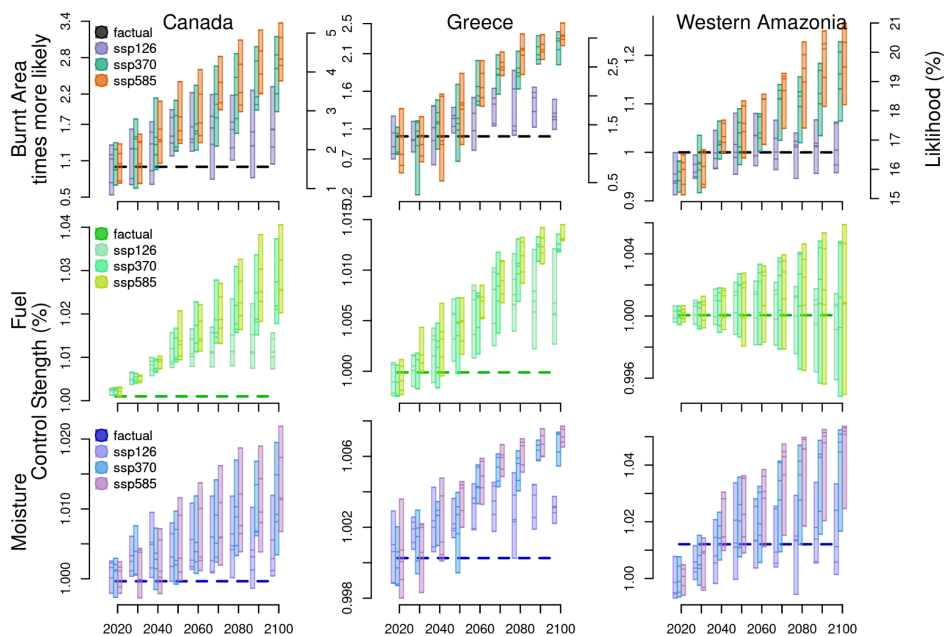 Canada
Greece
Western Amazonia
Burnt Area
times more likely
3.4
2.8
2.2
1.7
1.1
0.5
factual
ssp126
ssp370
ssp585
5
4
3
2
1
2.5
2.1
1.6
1.1
0.7
0.2
2.5
1.5
0.5
1.2
1.1
1.0
0.9
21
20
19
18
17
16
15
Liklihood (%)
Fuel
Control Stength (%)
1.04
1.03
1.02
1.01
1.00
factual
ssp126
ssp370
ssp585
1.015
1.010
1.005
1.000
1.004
1.000
0.996
Moisture
1.020
1.010
1.000
factual
ssp126
ssp370
ssp585
1.006
1.002
0.998
1.04
1.02
1.00
2020 2040 2060 2080 2100
2020 2040 2060 2080 2100
2020 2040 2060 2080 2100